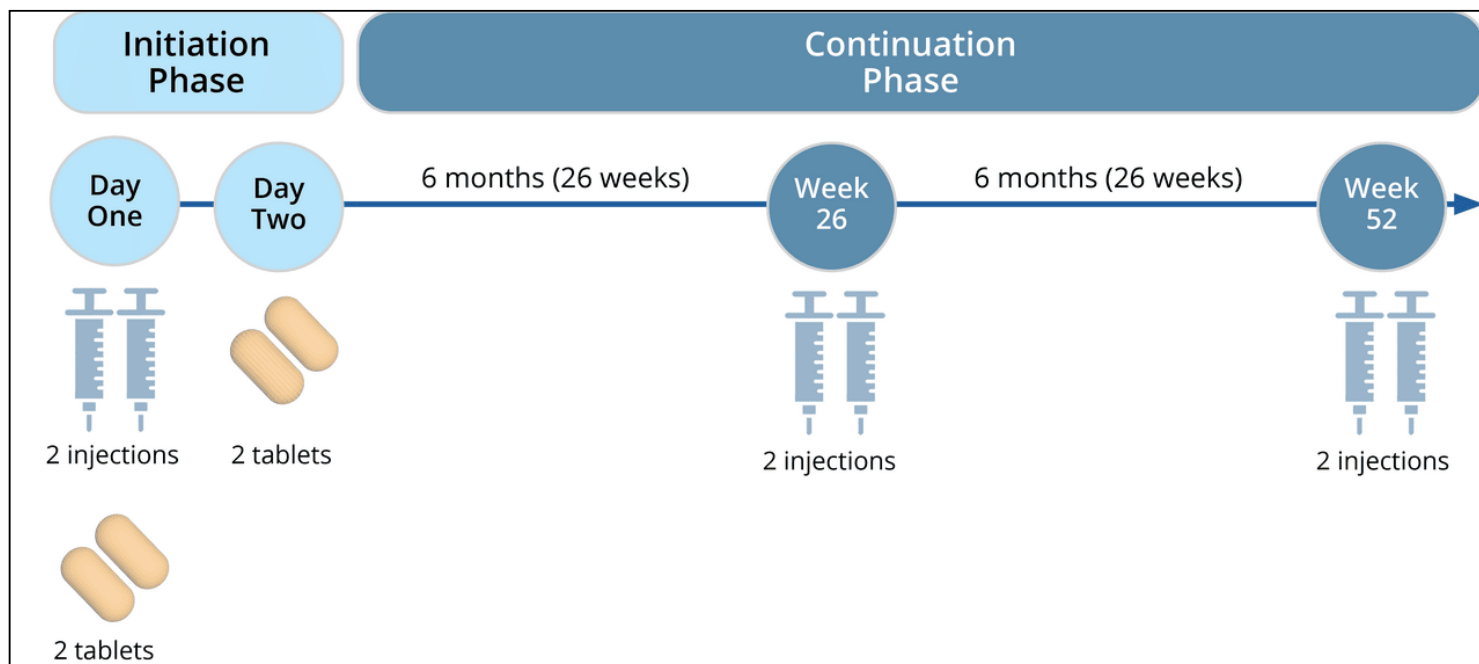 Initiation
Phase
Continuation
Phase
Day
One
Day
Two
6 months (26 weeks)
Week
26
6 months (26 weeks)
Week
52
2 injections
2 tablets
2 injections
2 injections
2 tablets